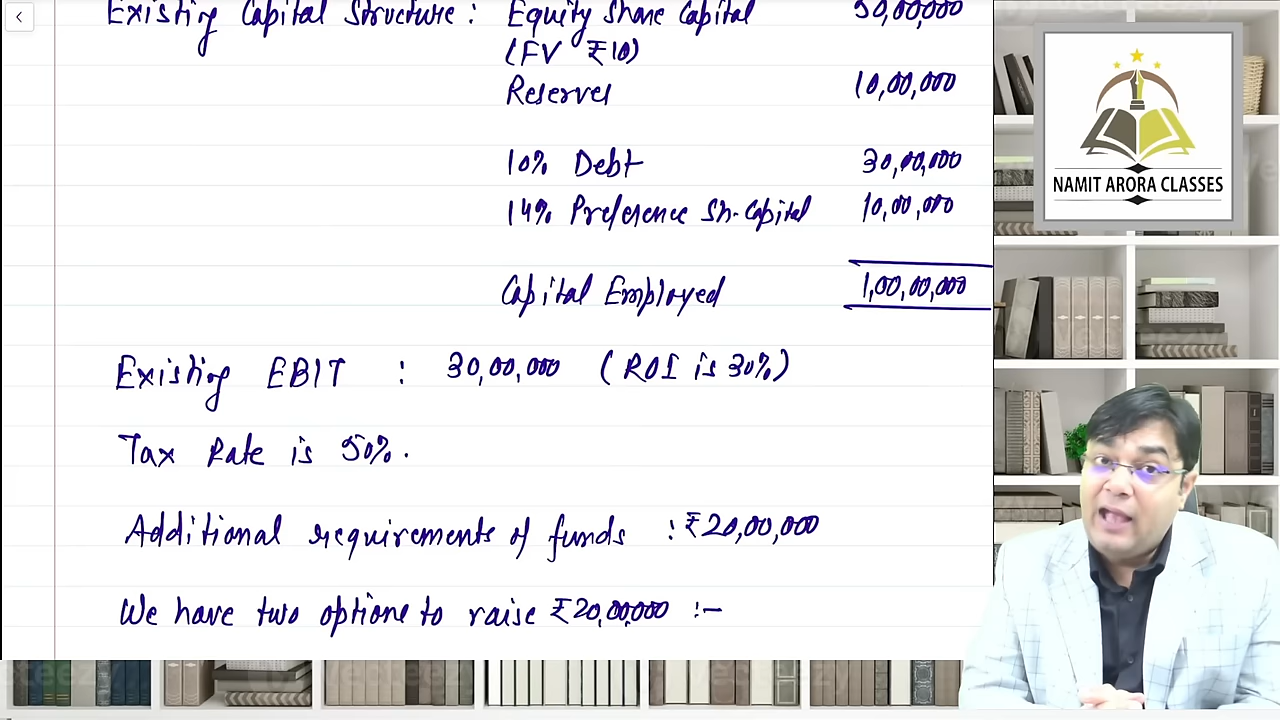 Existing Capital Structure : Equity Share Capital 50,00,000
(FV ₹10)
Reserves 10,00,000
10% Debt 30,00,000
14% Preference Sh. Capital 10,00,000
Capital Employed 1,00,00,000
Existing EBIT : 30,00,000 (ROI is 30%)
Tax Rate is 50%.
Additional requirements of funds : ₹20,00,000
We have two options to raise ₹20,00,000 :-
NAMIT ARORA CLASSES